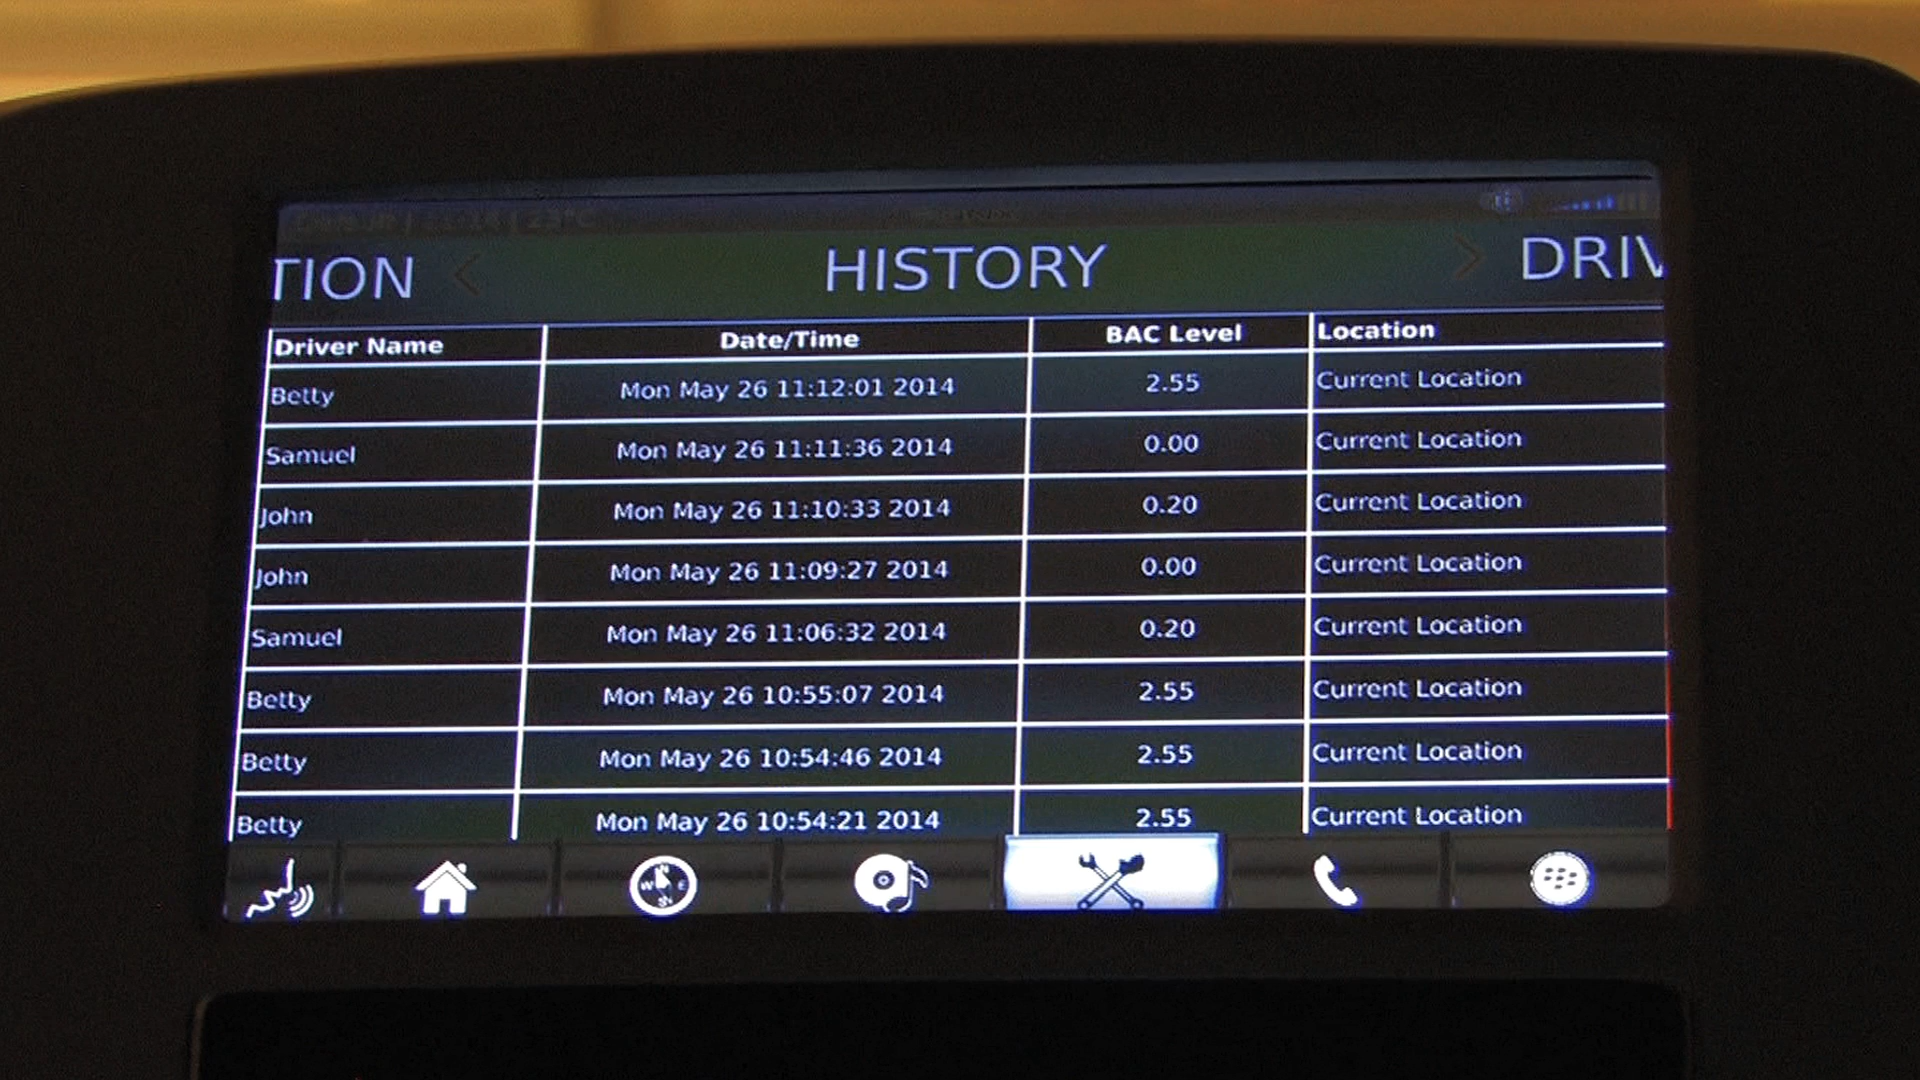 TION < HISTORY > DRIV
Driver Name Date/Time BAC Level Location
Betty Mon May 26 11:12:01 2014 2.55 Current Location
Samuel Mon May 26 11:11:36 2014 0.00 Current Location
John Mon May 26 11:10:33 2014 0.20 Current Location
John Mon May 26 11:09:27 2014 0.00 Current Location
Samuel Mon May 26 11:06:32 2014 0.20 Current Location
Betty Mon May 26 10:55:07 2014 2.55 Current Location
Betty Mon May 26 10:54:46 2014 2.55 Current Location
Betty Mon May 26 10:54:21 2014 2.55 Current Location